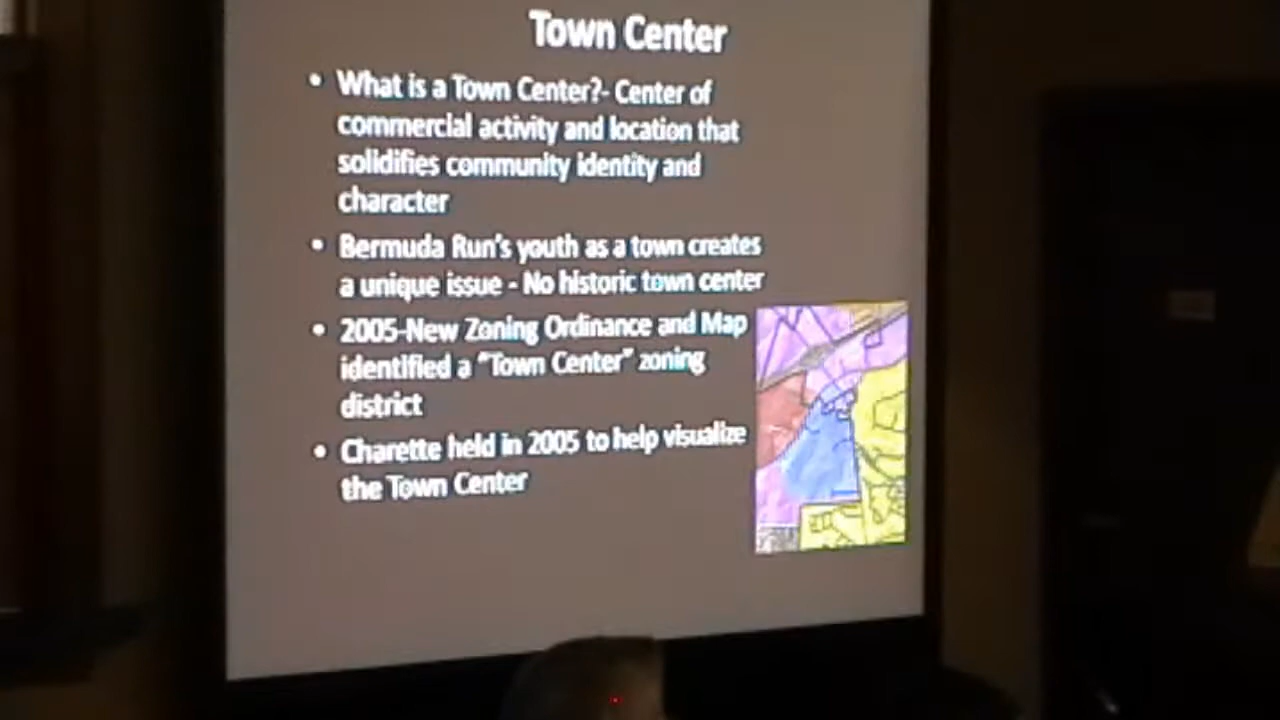 Town Center
• What is a Town Center?- Center of
commercial activity and location that
solidifies community identity and
character
• Bermuda Run's youth as a town creates
a unique issue - No historic town center
• 2005-New Zoning Ordinance and Map
identified a "Town Center" zoning
district
• Charette held in 2005 to help visualize
the Town Center